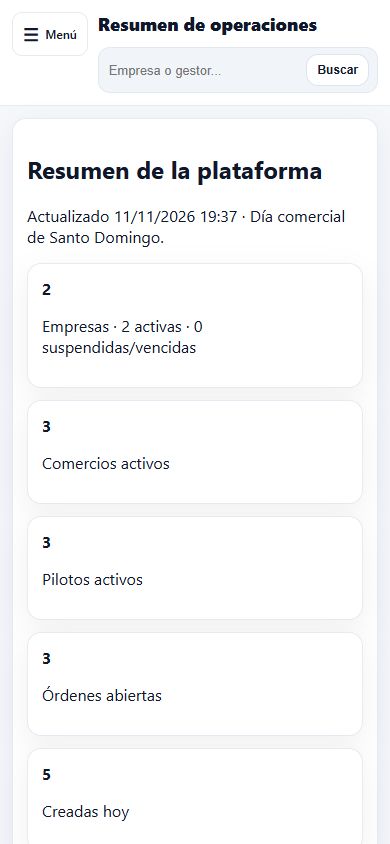 ☰ Menú
Resumen de operaciones
Empresa o gestor...
Buscar
Resumen de la plataforma
Actualizado 11/11/2026 19:37 · Día comercial
de Santo Domingo.
2
Empresas · 2 activas · 0
suspendidas/vencidas
3
Comercios activos
3
Pilotos activos
3
Órdenes abiertas
5
Creadas hoy